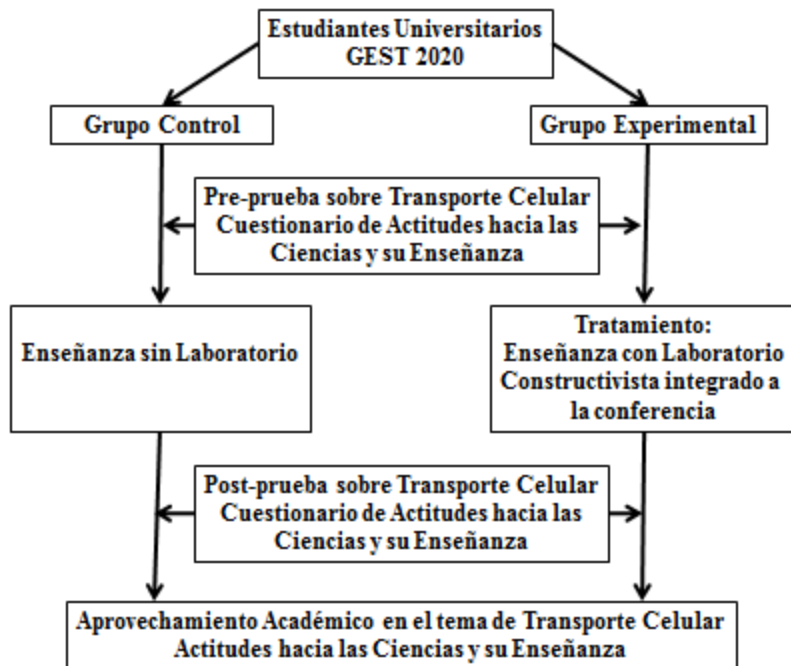 Estudiantes Universitarios
GEST 2020
Grupo Control
Grupo Experimental
Pre-prueba sobre Transporte Celular
Cuestionario de Actitudes hacia las
Ciencias y su Enseñanza
Enseñanza sin Laboratorio
Tratamiento:
Enseñanza con Laboratorio
Constructivista integrado a
la conferencia
Post-prueba sobre Transporte Celular
Cuestionario de Actitudes hacia las
Ciencias y su Enseñanza
Aprovechamiento Académico en el tema de Transporte Celular
Actitudes hacia las Ciencias y su Enseñanza